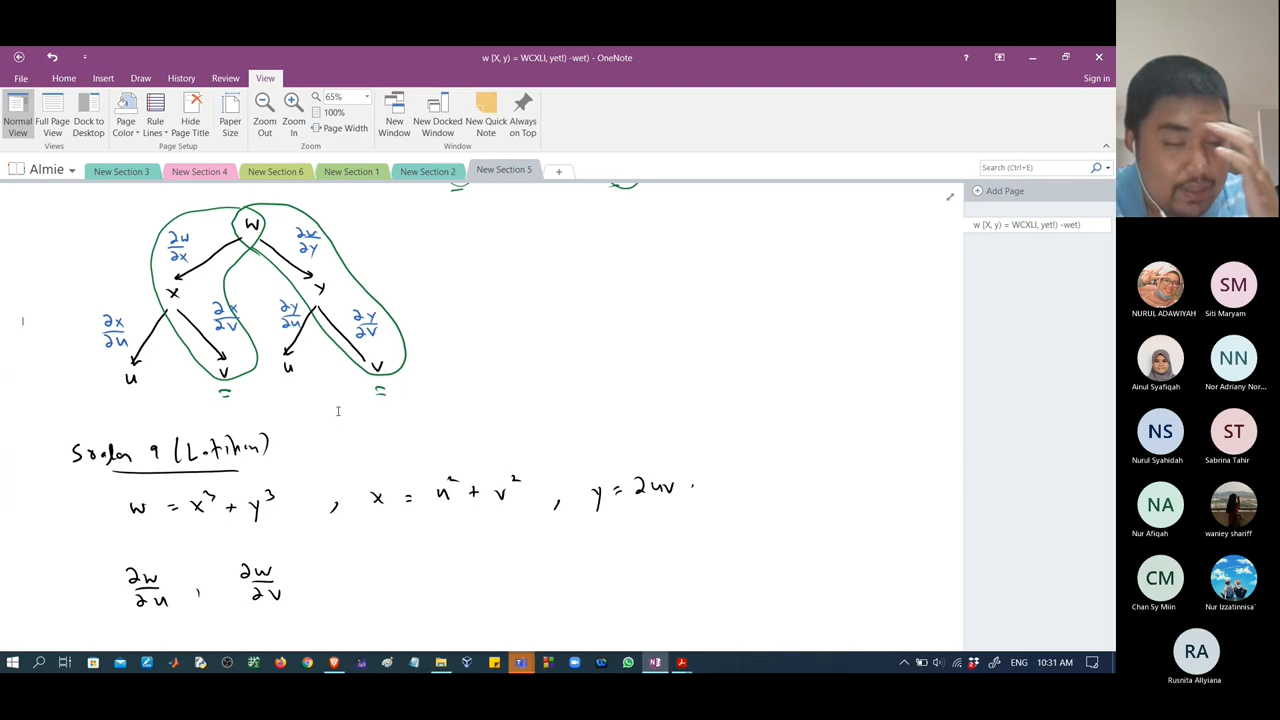 w [X, y) = WCXLI, yet!) -wet) - OneNote
?
File Home Insert Draw History Review View
Sign in
Normal View
Full Page View
Dock to Desktop
Views
Page Color
Rule Lines
Hide Page Title
Page Setup
Paper Size
Zoom Out
Zoom In
65%
100%
Page Width
Zoom
New Window
New Docked Window
New Quick Note
Always on Top
Window
Almie
New Section 3
New Section 4
New Section 6
New Section 1
New Section 2
New Section 5
+
Search (Ctrl+E)
Add Page
w [X, y) = WCXLI, yet!) -wet)
w
∂w/∂x
∂w/∂y
x y
∂x/∂u ∂x/∂v ∂y/∂u ∂y/∂v
u v u v
= =
Soalan 9 (Latihan)
w = x³ + y³ , x = u² + v² , y = 2uv .
∂w/∂u , ∂w/∂v
NURUL ADAWIYAH
SM
Siti Maryam
Ainul Syafiqah
NN
Nor Adriany Nor...
NS
Nurul Syahidah
ST
Sabrina Tahir
NA
Nur Afiqah
waniey shariff
CM
Chan Sy Miin
Nur Izzatinnisa'
RA
Rusnita Allyiana
ENG 10:31 AM